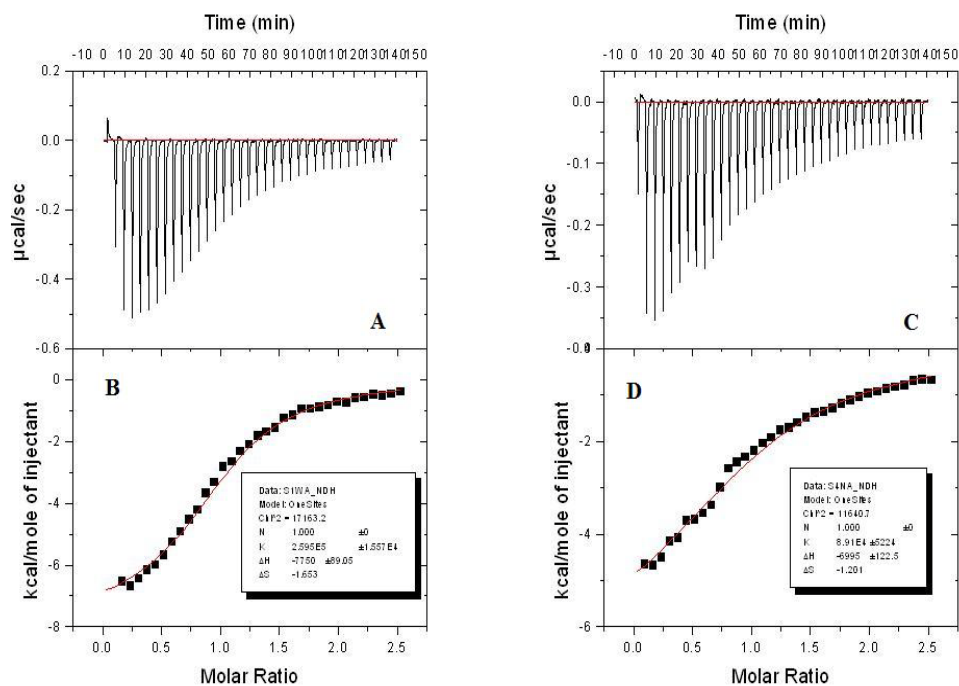 Time (min)
-10 0 10 20 30 40 50 60 70 80 90 100 110 120 130 140 150
0.2
0.0
-0.2
-0.4
-0.6
µcal/sec
A
0
-2
-4
-6
-8
kcal/mole of injectant
B
Data: S1WA_NDH
Model: OneSites
Chi^2 = 17163.2
N 1.000 ±0
K 2.595E5 ±1.557E4
ΔH -7750 ±89.05
ΔS -1.653
0.0 0.5 1.0 1.5 2.0 2.5
Molar Ratio
Time (min)
-10 0 10 20 30 40 50 60 70 80 90 100 110 120 130 140 150
0.0
-0.1
-0.2
-0.3
µcal/sec
C
-2
-4
-6
kcal/mole of injectant
D
Data: S4NA_NDH
Model: OneSites
Chi^2 = 11640.7
N 1.000 ±0
K 8.91E4 ±5224
ΔH -6995 ±122.5
ΔS -1.201
0.0 0.5 1.0 1.5 2.0 2.5
Molar Ratio